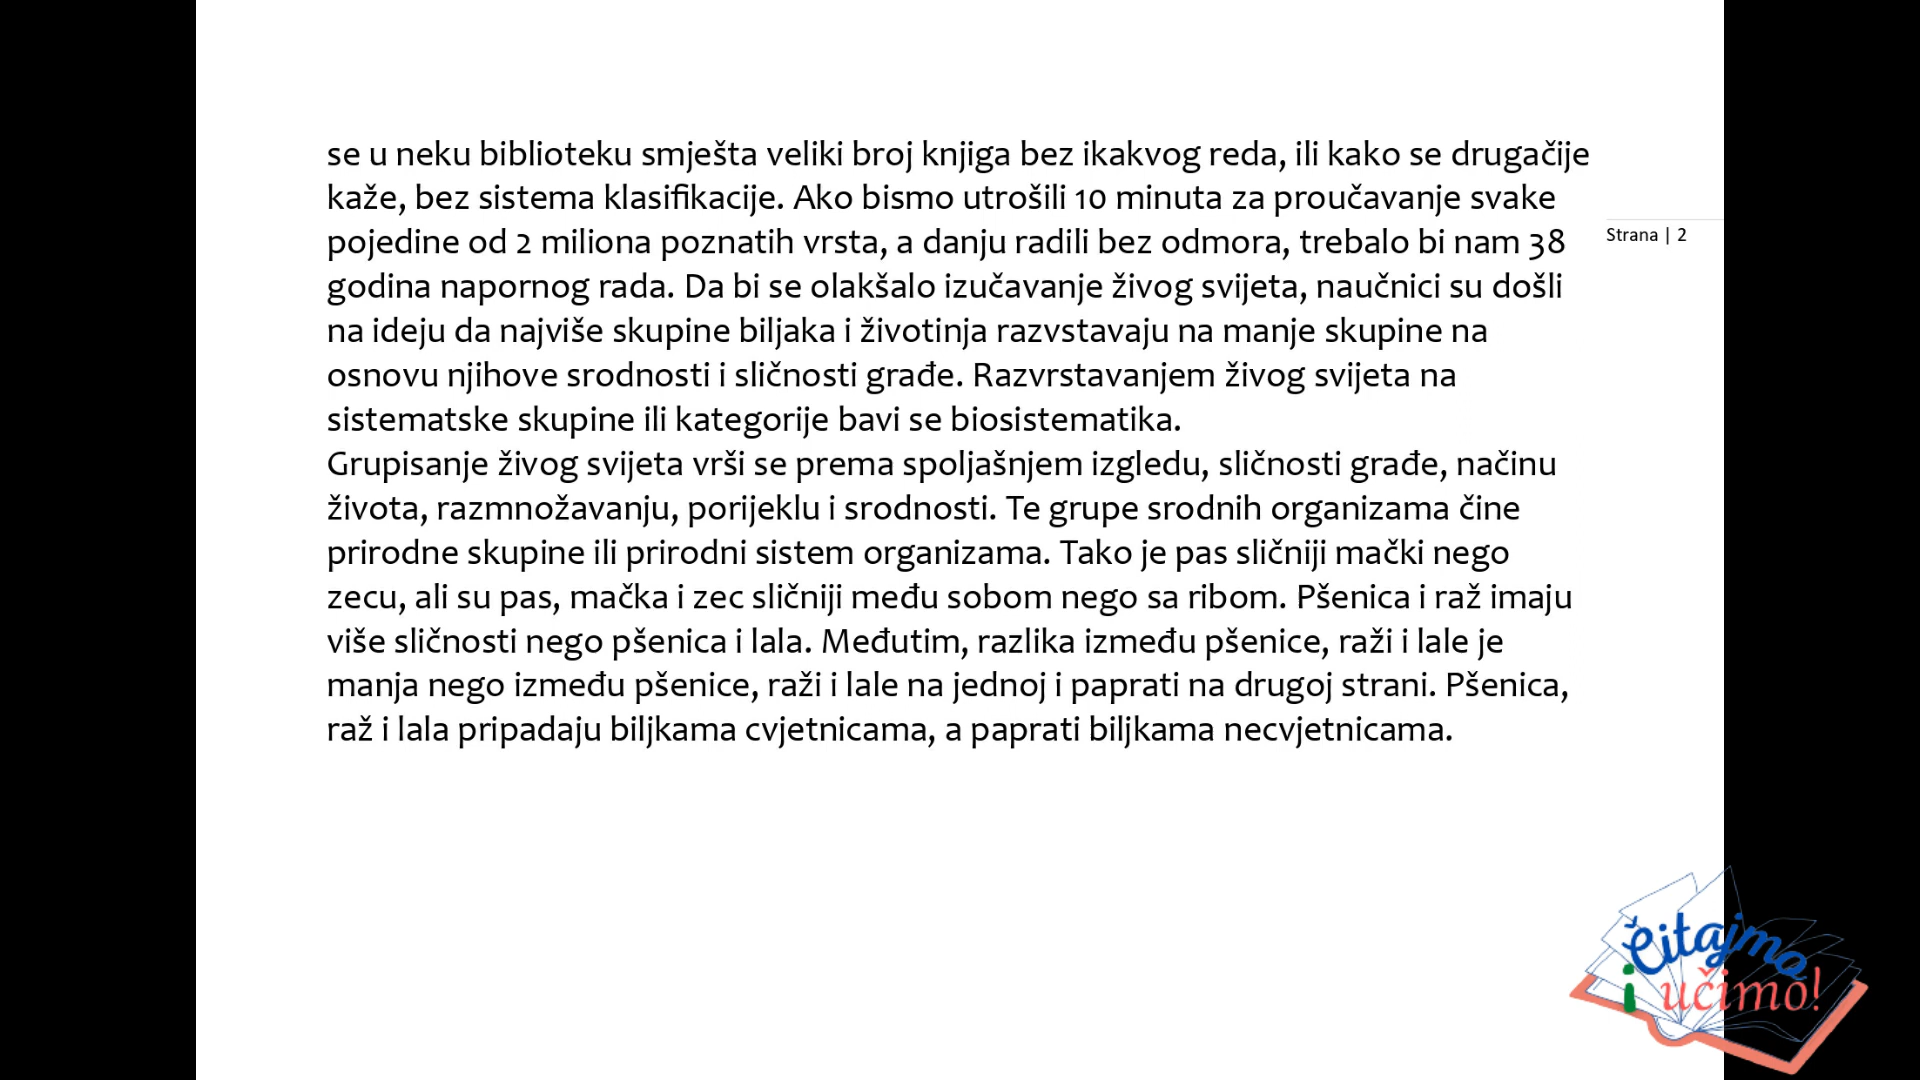 se u neku biblioteku smješta veliki broj knjiga bez ikakvog reda, ili kako se drugačije
kaže, bez sistema klasifikacije. Ako bismo utrošili 10 minuta za proučavanje svake
pojedine od 2 miliona poznatih vrsta, a danju radili bez odmora, trebalo bi nam 38
godina napornog rada. Da bi se olakšalo izučavanje živog svijeta, naučnici su došli
na ideju da najviše skupine biljaka i životinja razvstavaju na manje skupine na
osnovu njihove srodnosti i sličnosti građe. Razvrstavanjem živog svijeta na
sistematske skupine ili kategorije bavi se biosistematika.
Grupisanje živog svijeta vrši se prema spoljašnjem izgledu, sličnosti građe, načinu
života, razmnožavanju, porijeklu i srodnosti. Te grupe srodnih organizama čine
prirodne skupine ili prirodni sistem organizama. Tako je pas sličniji mački nego
zecu, ali su pas, mačka i zec sličniji među sobom nego sa ribom. Pšenica i raž imaju
više sličnosti nego pšenica i lala. Međutim, razlika između pšenice, raži i lale je
manja nego između pšenice, raži i lale na jednoj i paprati na drugoj strani. Pšenica,
raž i lala pripadaju biljkama cvjetnicama, a paprati biljkama necvjetnicama.
Strana | 2
čitajmo
i učimo!